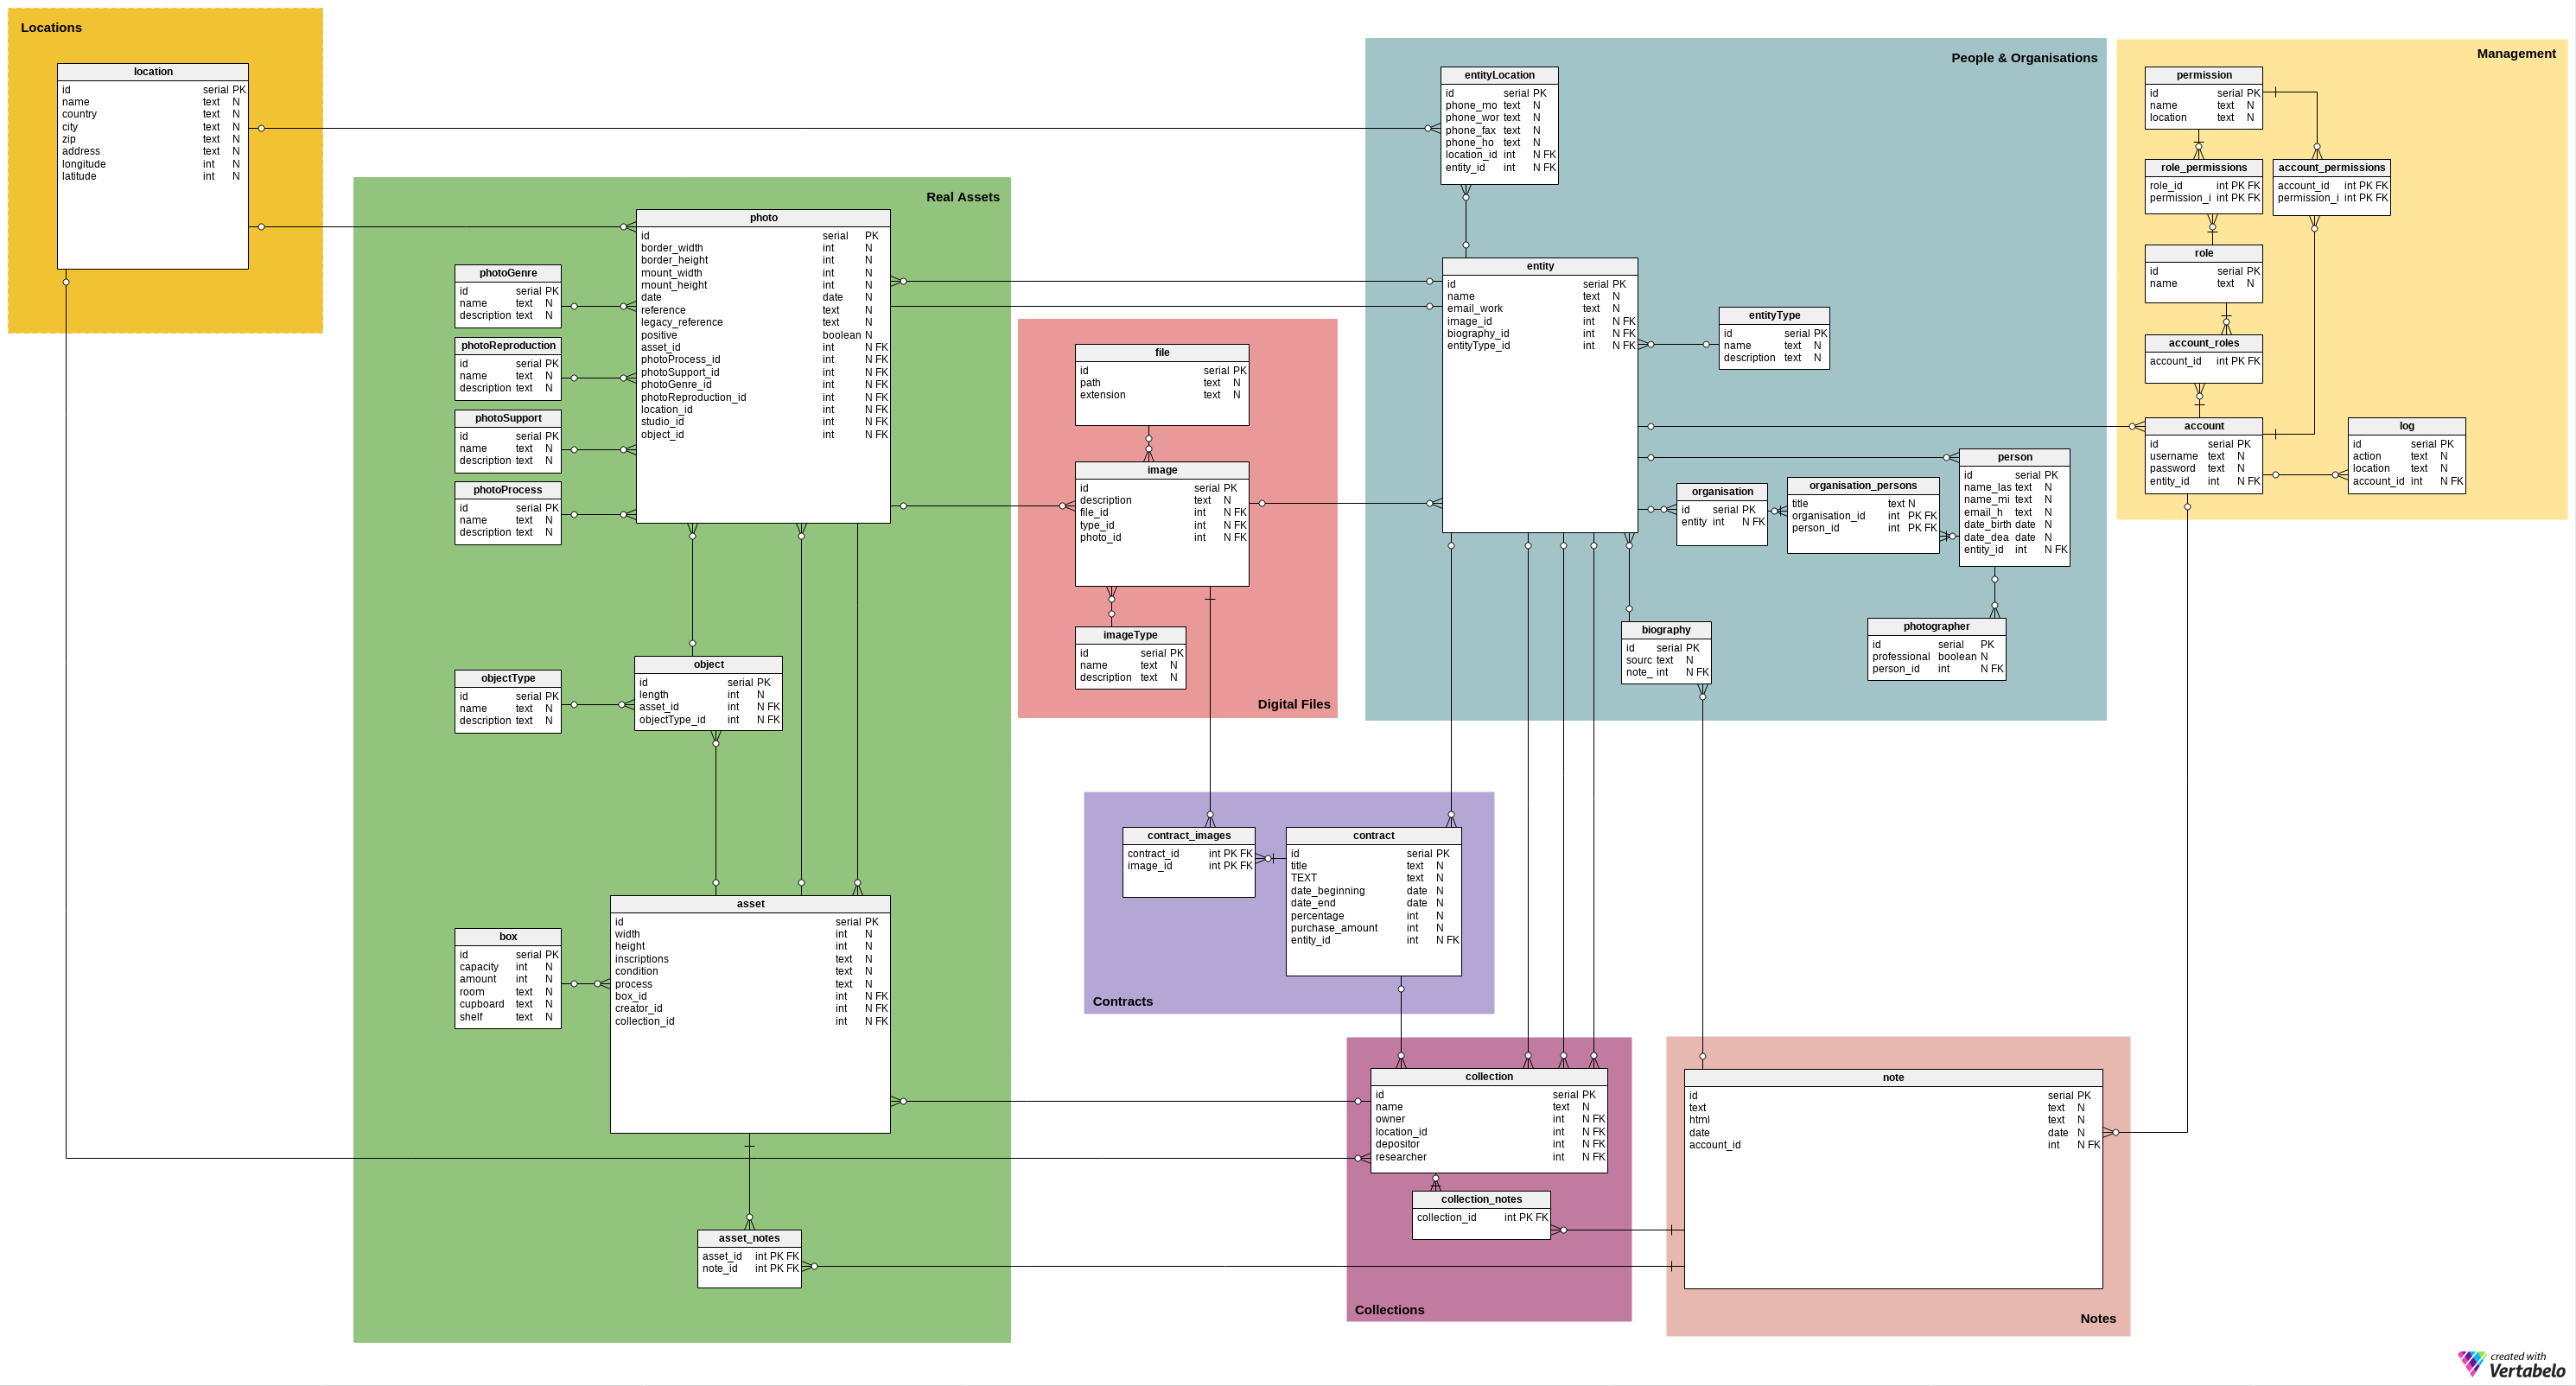 Locations
location
id serial PK
name text N
country text N
city text N
zip text N
address text N
longitude int N
latitude int N
Real Assets
photo
id serial PK
border_width int N
border_height int N
mount_width int N
mount_height int N
date date N
reference text N
legacy_reference text N
positive boolean N
asset_id int N FK
photoProcess_id int N FK
photoSupport_id int N FK
photoGenre_id int N FK
photoReproduction_id int N FK
location_id int N FK
studio_id int N FK
object_id int N FK
photoGenre
id serial PK
name text N
description text N
photoReproduction
id serial PK
name text N
description text N
photoSupport
id serial PK
name text N
description text N
photoProcess
id serial PK
name text N
description text N
object
id serial PK
length int N
asset_id int N FK
objectType_id int N FK
objectType
id serial PK
name text N
description text N
asset
id serial PK
width int N
height int N
inscriptions text N
condition text N
process text N
box_id int N FK
creator_id int N FK
collection_id int N FK
box
id serial PK
capacity int N
amount int N
room text N
cupboard text N
shelf text N
asset_notes
asset_id int PK FK
note_id int PK FK
file
id serial PK
path text N
extension text N
image
id serial PK
description text N
file_id int N FK
type_id int N FK
photo_id int N FK
imageType
id serial PK
name text N
description text N
Digital Files
People & Organisations
entityLocation
id serial PK
phone_mo text N
phone_wor text N
phone_fax text N
phone_ho text N
location_id int N FK
entity_id int N FK
entity
id serial PK
name text N
email_work text N
image_id int N FK
biography_id int N FK
entityType_id int N FK
entityType
id serial PK
name text N
description text N
organisation
id serial PK
entity int N FK
organisation_persons
title text N
organisation_id int PK FK
person_id int PK FK
person
id serial PK
name_las text N
name_mi text N
email_h text N
date_birth date N
date_dea date N
entity_id int N FK
biography
id serial PK
sourc text N
note_ int N FK
photographer
id serial PK
professional boolean N
person_id int N FK
Management
permission
id serial PK
name text N
location text N
role_permissions
role_id int PK FK
permission_i int PK FK
account_permissions
account_id int PK FK
permission_i int PK FK
role
id serial PK
name text N
account_roles
account_id int PK FK
account
id serial PK
username text N
password text N
entity_id int N FK
log
id serial PK
action text N
location text N
account_id int N FK
contract_images
contract_id int PK FK
image_id int PK FK
contract
id serial PK
title text N
TEXT text N
date_beginning date N
date_end date N
percentage int N
purchase_amount int N
entity_id int N FK
Contracts
collection
id serial PK
name text N
owner int N FK
location_id int N FK
depositor int N FK
researcher int N FK
collection_notes
collection_id int PK FK
Collections
note
id serial PK
text text N
html text N
date date N
account_id int N FK
Notes
created with
Vertabelo